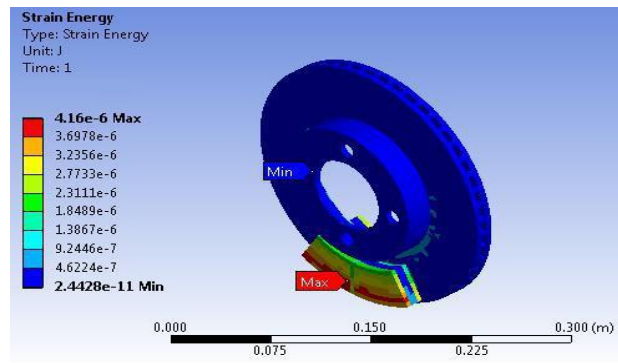 Strain Energy
Type: Strain Energy
Unit: J
Time: 1
4.16e-6 Max
3.6978e-6
3.2356e-6
2.7733e-6
2.3111e-6
1.8489e-6
1.3867e-6
9.2446e-7
4.6224e-7
2.4428e-11 Min
Min
Max
0.000 0.150 0.300 (m)
0.075 0.225